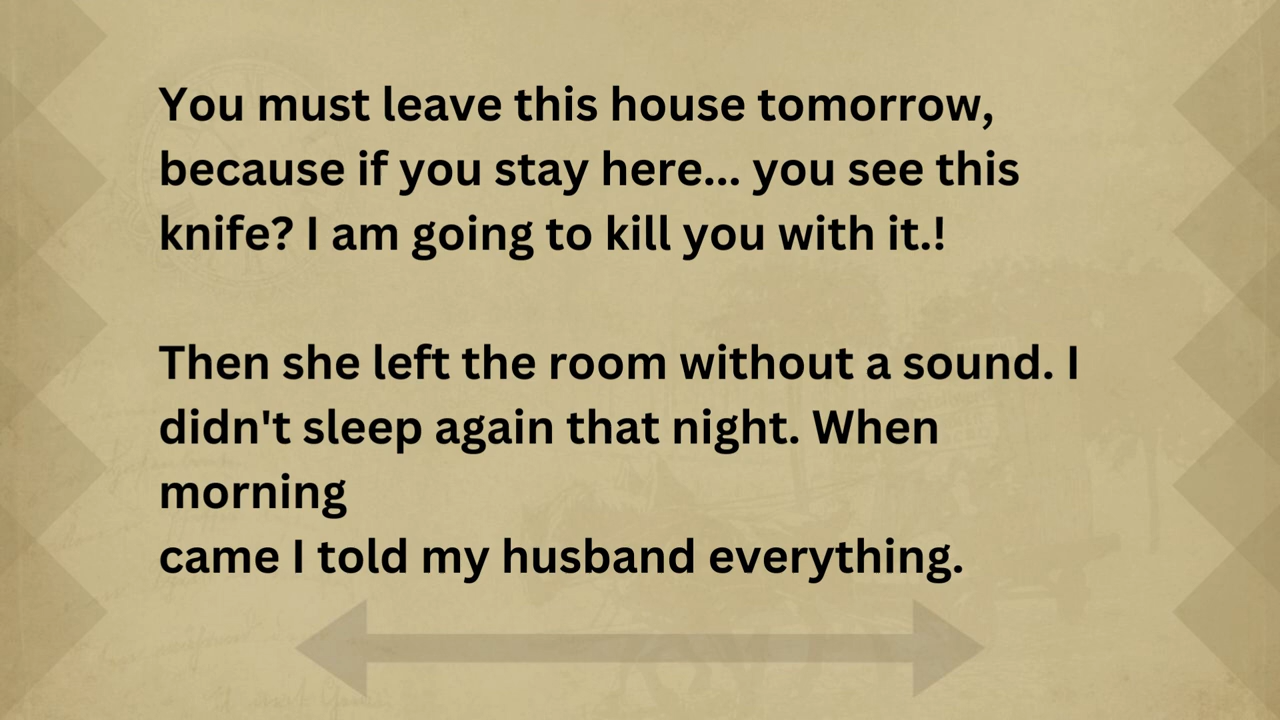 You must leave this house tomorrow,
because if you stay here... you see this
knife? I am going to kill you with it.!
Then she left the room without a sound. I
didn't sleep again that night. When
morning
came I told my husband everything.